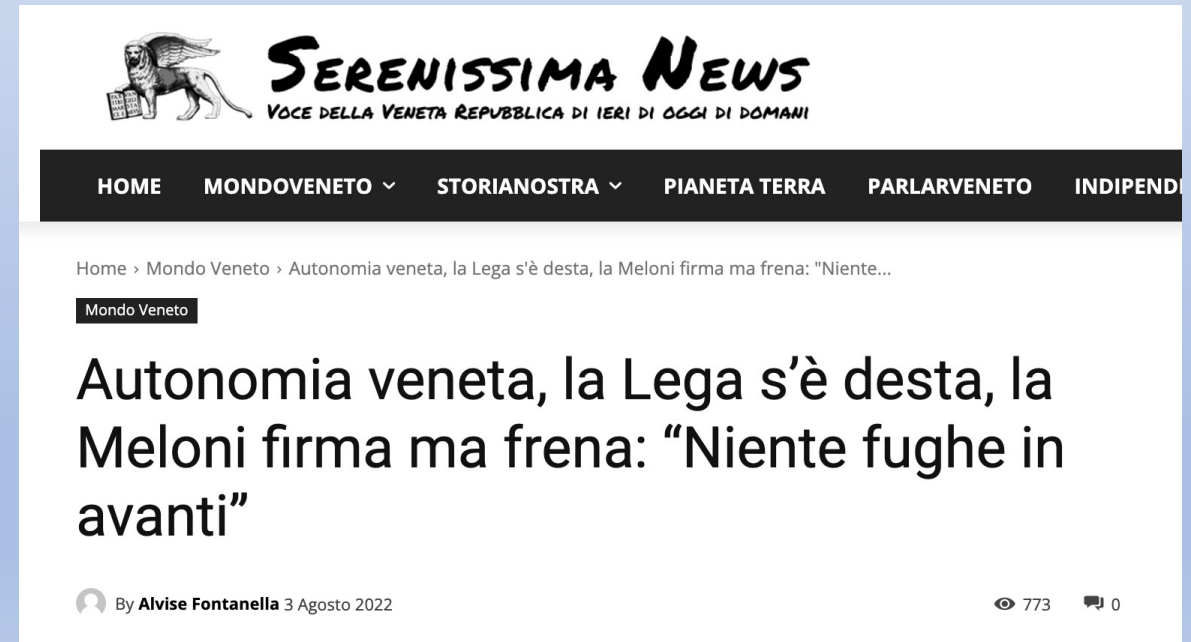 SERENISSIMA NEWS
VOCE DELLA VENETA REPUBBLICA DI IERI DI OGGI DI DOMANI
HOME MONDOVENETO STORIANOSTRA PIANETA TERRA PARLARVENETO INDIPENDI
Home › Mondo Veneto › Autonomia veneta, la Lega s'è desta, la Meloni firma ma frena: "Niente...
Mondo Veneto
Autonomia veneta, la Lega s’è desta, la
Meloni firma ma frena: “Niente fughe in
avanti”
By Alvise Fontanella 3 Agosto 2022 773 0